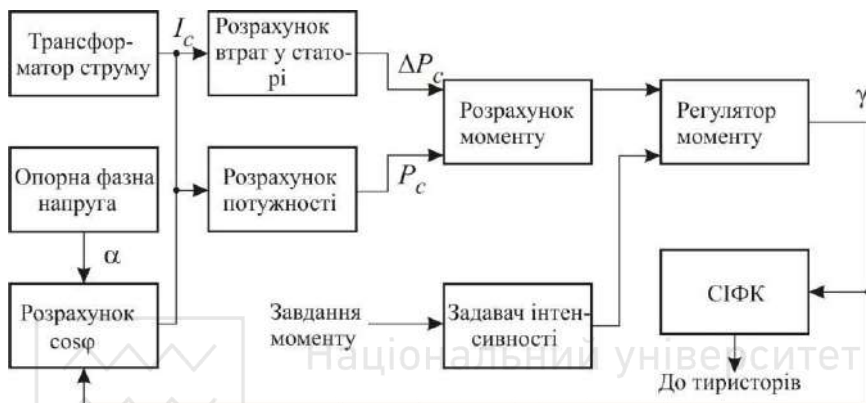 Трансфор-
матор струму
I_c
Розрахунок
втрат у стато-
рі
ΔP_c
Розрахунок
моменту
Регулятор
моменту
γ
Опорна фазна
напруга
Розрахунок
потужності
P_c
α
Розрахунок
cosφ
Завдання
моменту
Задавач інтен-
сивності
СІФК
До тиристорів
Національний університет